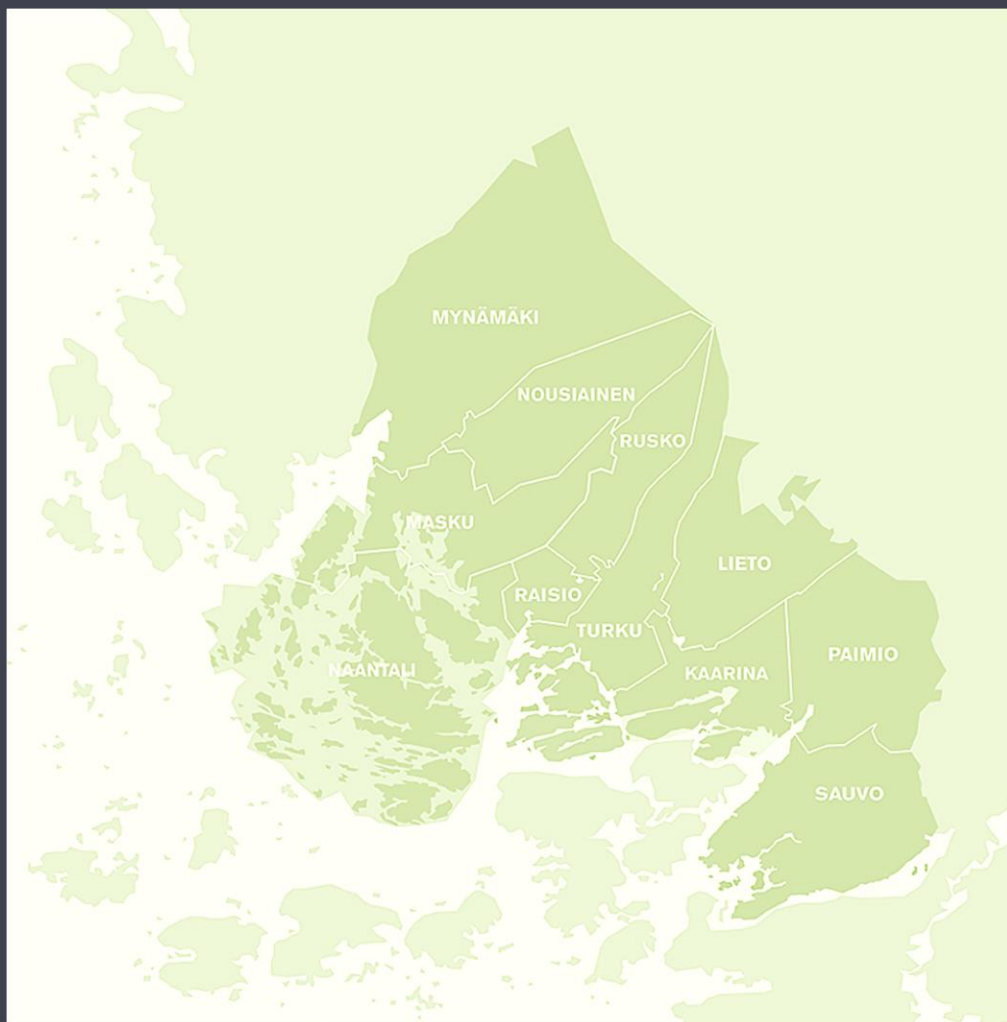 MYNÄMÄKI
NOUSIAINEN
RUSKO
MASKU
LIETO
RAISIO
TURKU
PAIMIO
NAANTALI
KAARINA
SAUVO